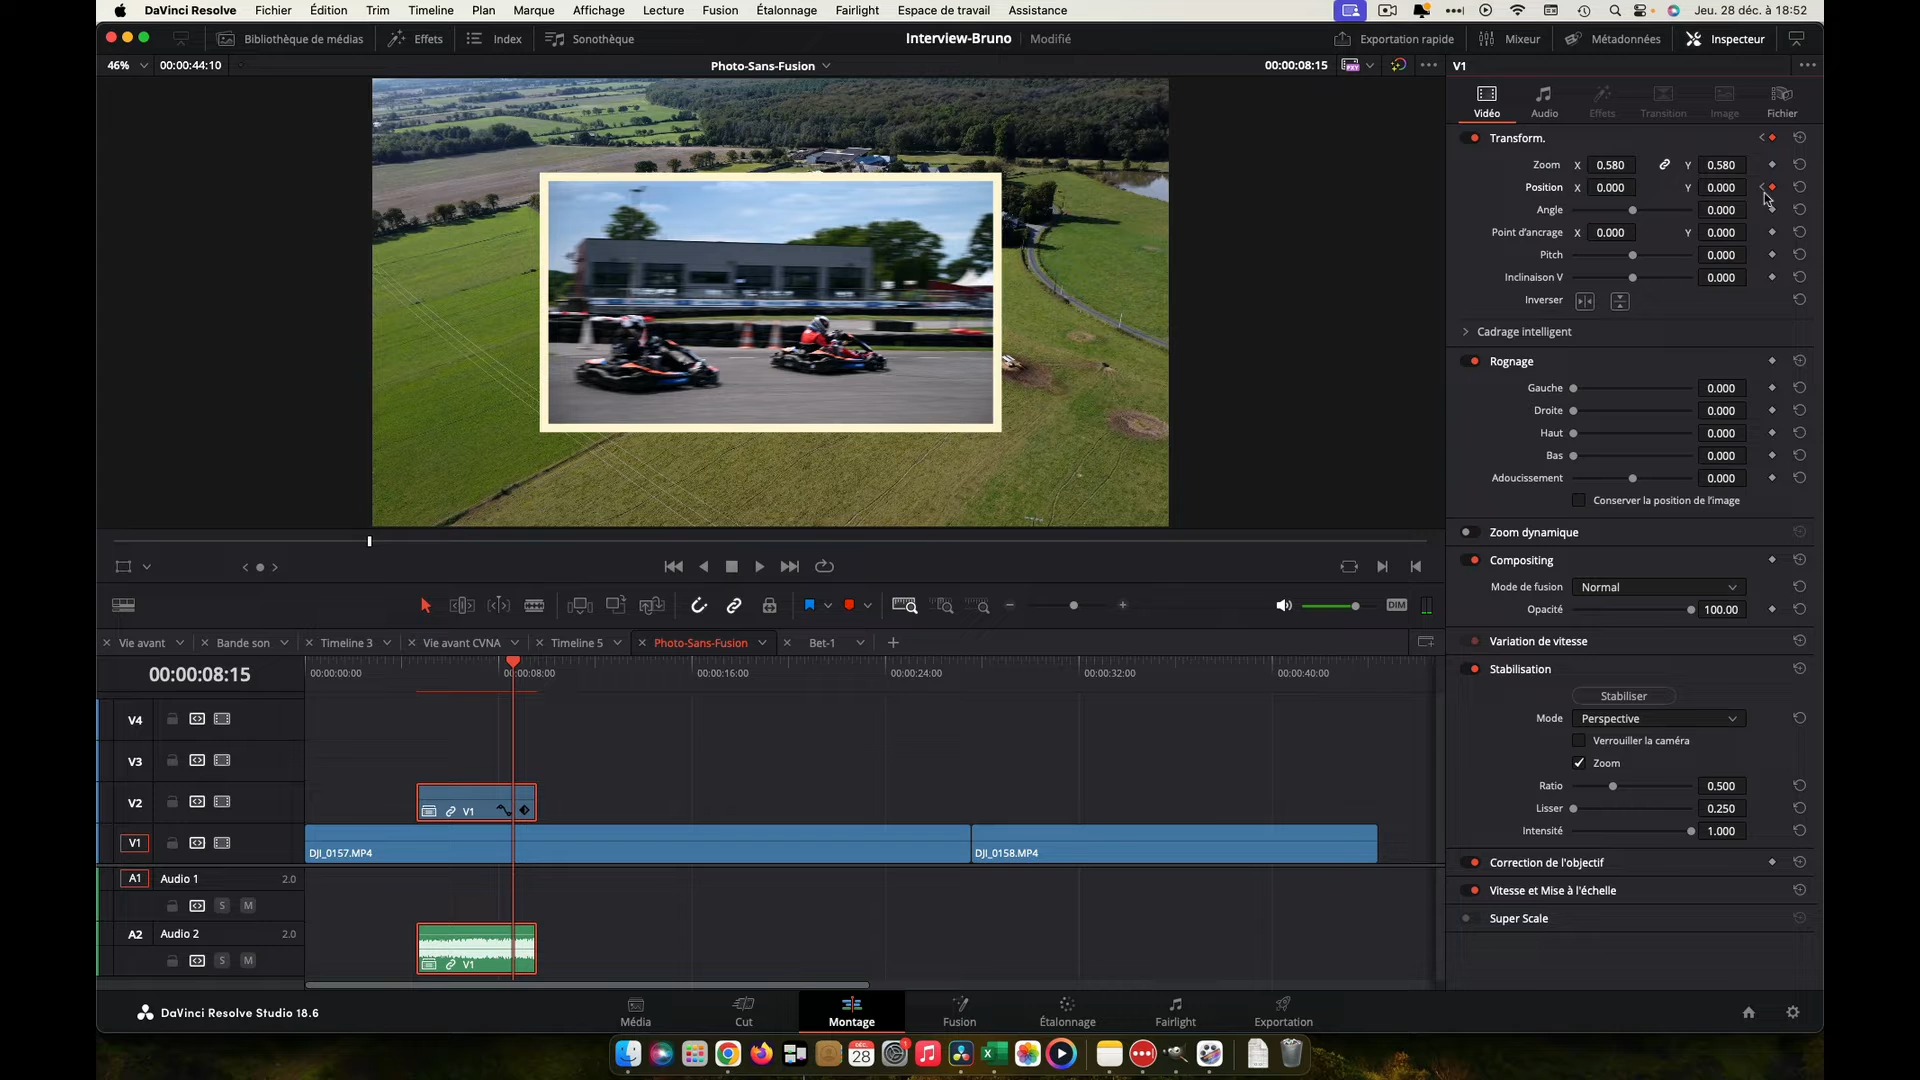 DaVinci Resolve Fichier Édition Trim Timeline Plan Marque Affichage Lecture Fusion Étalonnage Fairlight Espace de travail Assistance Jeu. 28 déc. à 18:52
Bibliothèque de médias Effets Index Sonothèque Interview-Bruno Modifié Exportation rapide Mixeur Métadonnées Inspecteur
46% 00:00:44:10 Photo-Sans-Fusion 00:00:08:15 V1
Vidéo Audio Effets Transition Image Fichier
Transform.
Zoom X 0.580 Y 0.580
Position X 0.000 Y 0.000
Angle 0.000
Point d'ancrage X 0.000 Y 0.000
Pitch 0.000
Inclinaison V 0.000
Inverser
Cadrage intelligent
Rognage
Gauche 0.000
Droite 0.000
Haut 0.000
Bas 0.000
Adoucissement 0.000
Conserver la position de l'image
Zoom dynamique
Compositing
Mode de fusion Normal
Opacité 100.00
Variation de vitesse
Stabilisation
Stabiliser
Mode Perspective
Verrouiller la caméra
Zoom
Ratio 0.500
Lisser 0.250
Intensité 1.000
Correction de l'objectif
Vitesse et Mise à l'échelle
Super Scale
DIM
Vie avant Bande son Timeline 3 Vie avant CVNA Timeline 5 Photo-Sans-Fusion Bet-1
00:00:08:15 00:00:00:00 00:00:08:00 00:00:16:00 00:00:24:00 00:00:32:00 00:00:40:00
V4
V3
V2 V1
V1 DJI_0157.MP4 DJI_0158.MP4
A1 Audio 1 2.0
S M
A2 Audio 2 2.0
S M V1
DaVinci Resolve Studio 18.6
Média Cut Montage Fusion Étalonnage Fairlight Exportation
DÉC. 28 1